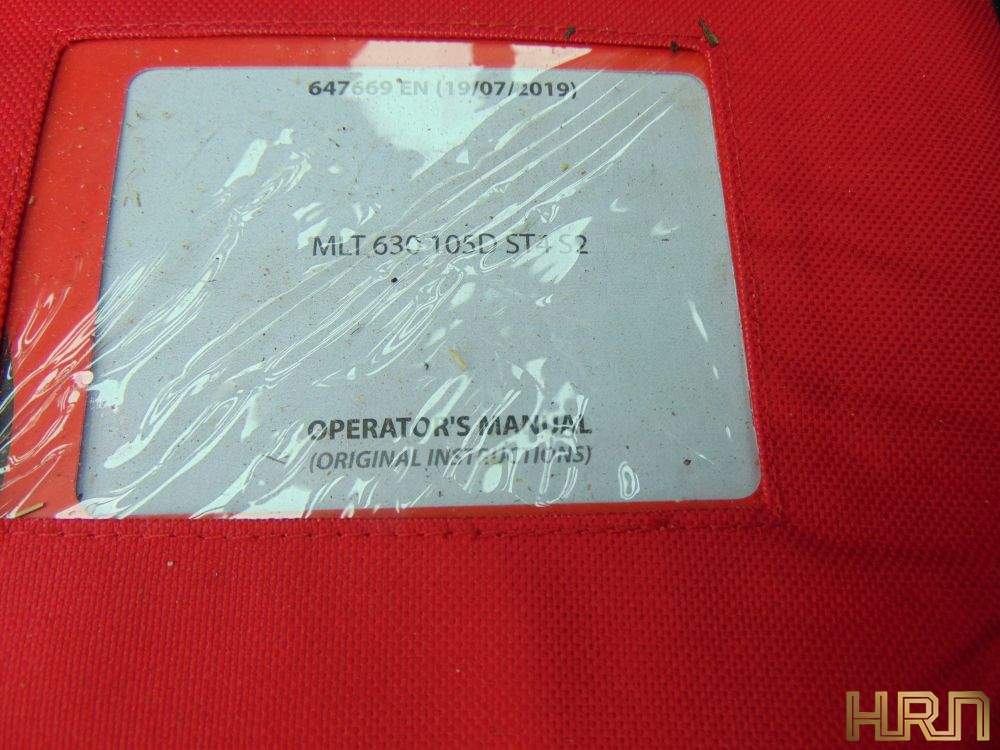 647669 EN (19/07/2019)
MLT 630 105D ST4 S2
OPERATOR'S MANUAL
(ORIGINAL INSTRUCTIONS)
HRN